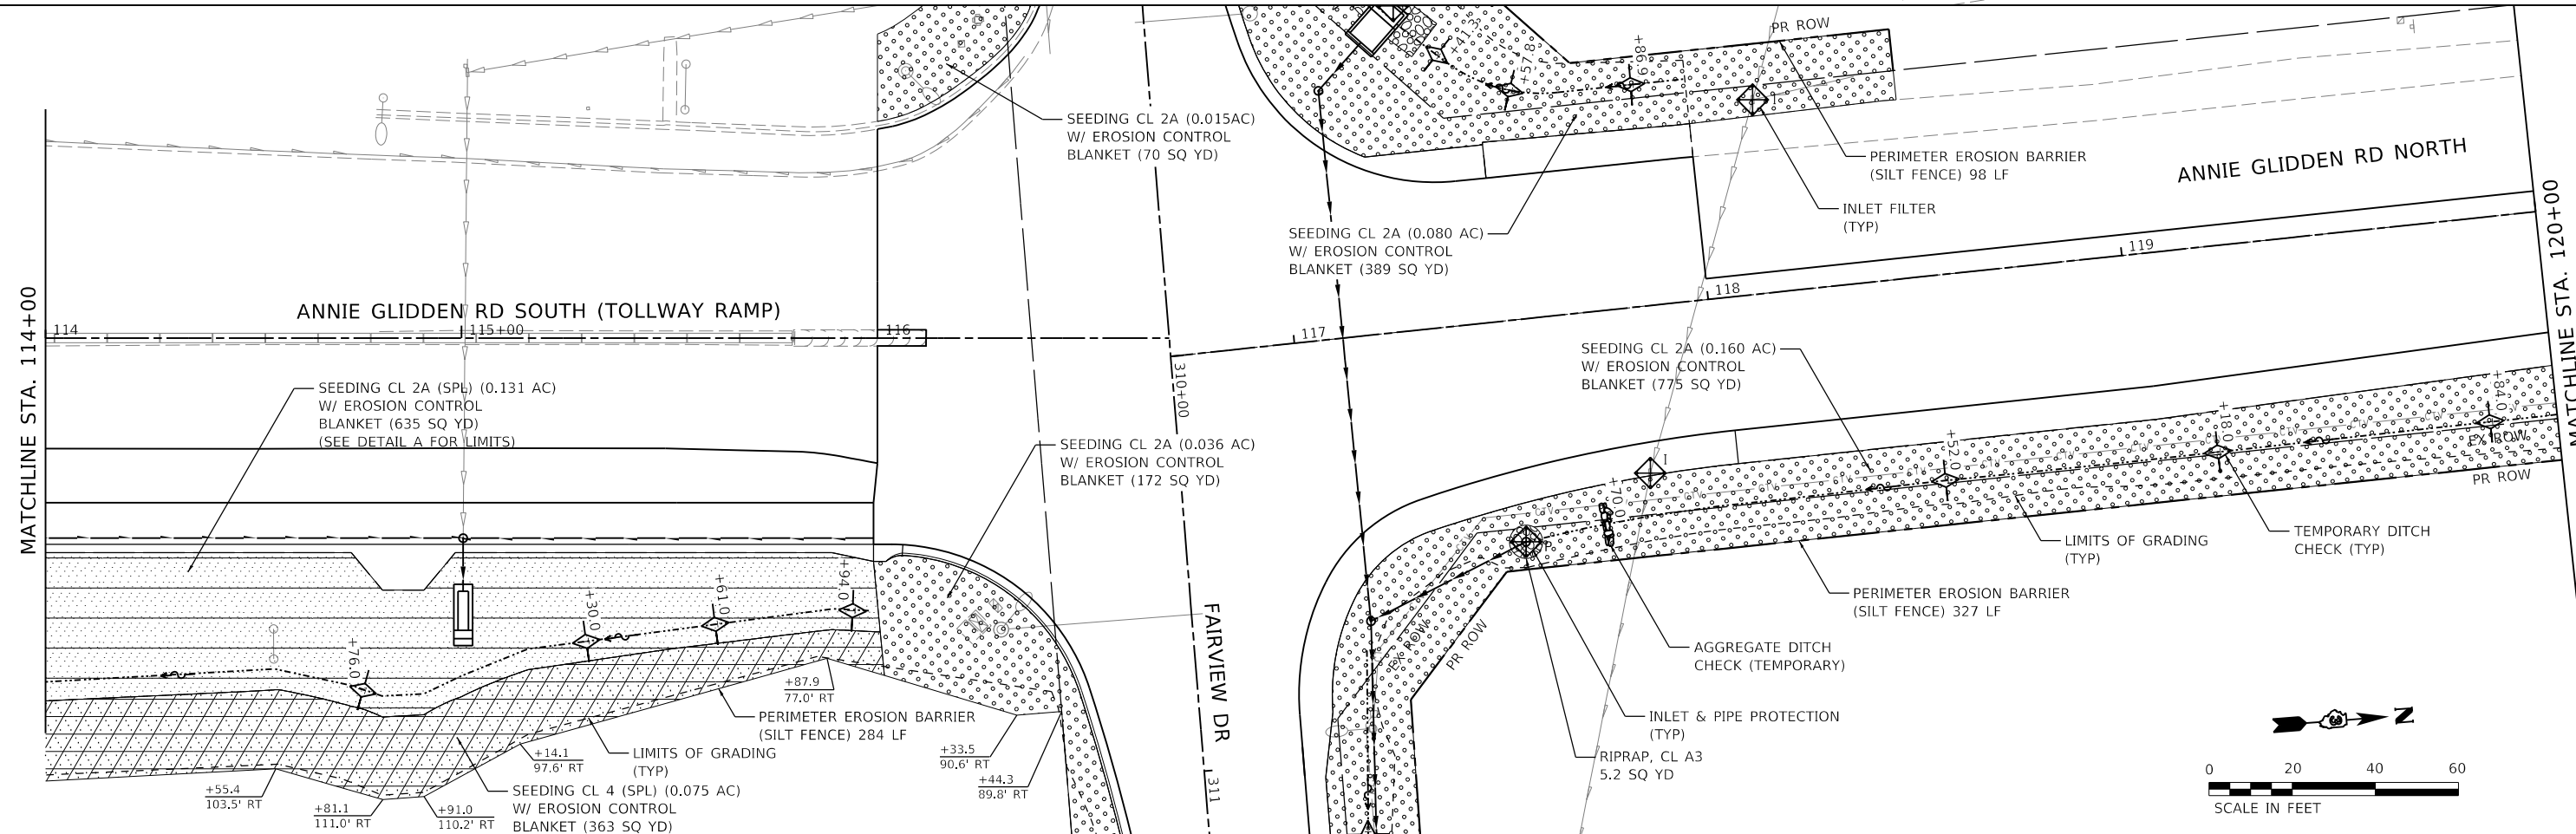 MATCHLINE STA. 114+00
ANNIE GLIDDEN RD SOUTH (TOLLWAY RAMP)
114
115+00
116
SEEDING CL 2A (SPL) (0.131 AC)
W/ EROSION CONTROL
BLANKET (635 SQ YD)
(SEE DETAIL A FOR LIMITS)
+76.0
+30.0
+61.0
+94.0
+55.4
103.5' RT
+81.1
111.0' RT
+91.0
110.2' RT
+14.1
97.6' RT
SEEDING CL 4 (SPL) (0.075 AC)
W/ EROSION CONTROL
BLANKET (363 SQ YD)
LIMITS OF GRADING
(TYP)
PERIMETER EROSION BARRIER
(SILT FENCE) 284 LF
+87.9
77.0' RT
+33.5
90.6' RT
+44.3
89.8' RT
SEEDING CL 2A (0.015AC)
W/ EROSION CONTROL
BLANKET (70 SQ YD)
SEEDING CL 2A (0.036 AC)
W/ EROSION CONTROL
BLANKET (172 SQ YD)
310+00
FAIRVIEW DR
311
+41.3
+57.8
+86.9
PR ROW
SEEDING CL 2A (0.080 AC)
W/ EROSION CONTROL
BLANKET (389 SQ YD)
PERIMETER EROSION BARRIER
(SILT FENCE) 98 LF
INLET FILTER
(TYP)
I
ANNIE GLIDDEN RD NORTH
117
118
119
SEEDING CL 2A (0.160 AC)
W/ EROSION CONTROL
BLANKET (775 SQ YD)
I
+70.0
+52.0
+18.0
+84.0
CTV
EX ROW
PR ROW
EX ROW
PR ROW
LIMITS OF GRADING
(TYP)
TEMPORARY DITCH
CHECK (TYP)
PERIMETER EROSION BARRIER
(SILT FENCE) 327 LF
AGGREGATE DITCH
CHECK (TEMPORARY)
INLET & PIPE PROTECTION
(TYP)
RIPRAP, CL A3
5.2 SQ YD
MATCHLINE STA. 120+00
N
0 20 40 60
SCALE IN FEET